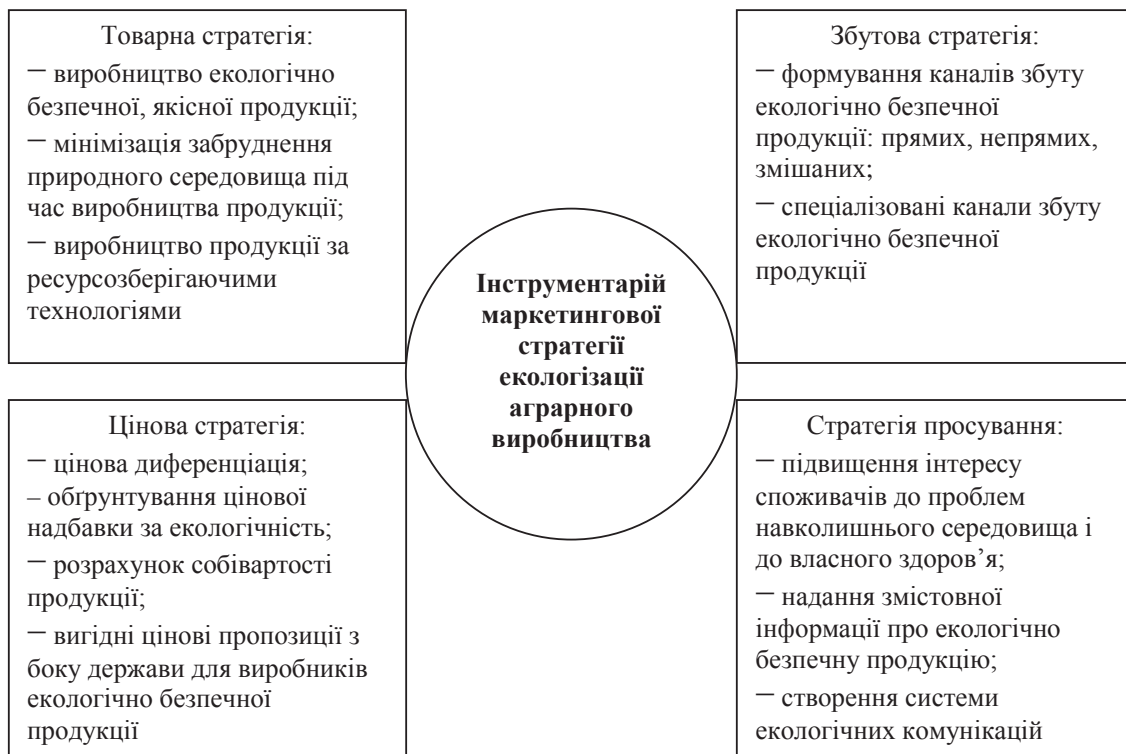 Товарна стратегія:
— виробництво екологічно
безпечної, якісної продукції;
— мінімізація забруднення
природного середовища під
час виробництва продукції;
— виробництво продукції за
ресурсозберігаючими
технологіями
Збутова стратегія:
— формування каналів збуту
екологічно безпечної
продукції: прямих, непрямих,
змішаних;
— спеціалізовані канали збуту
екологічно безпечної
продукції
Інструментарій
маркетингової
стратегії
екологізації
аграрного
виробництва
Цінова стратегія:
— цінова диференціація;
– обґрунтування цінової
надбавки за екологічність;
— розрахунок собівартості
продукції;
— вигідні цінові пропозиції з
боку держави для виробників
екологічно безпечної
продукції
Стратегія просування:
— підвищення інтересу
споживачів до проблем
навколишнього середовища і
до власного здоров’я;
— надання змістовної
інформації про екологічно
безпечну продукцію;
— створення системи
екологічних комунікацій